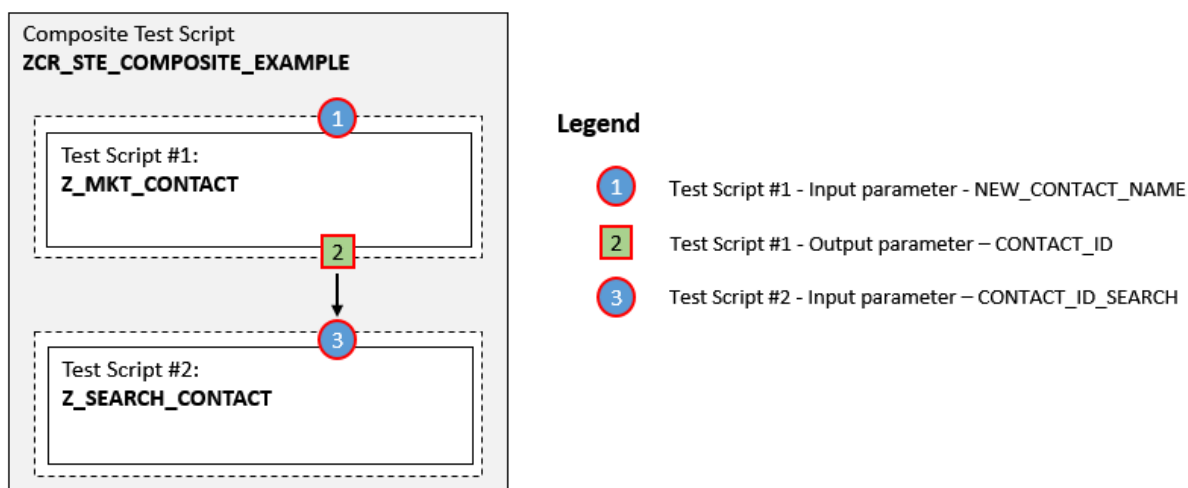 Composite Test Script
ZCR_STE_COMPOSITE_EXAMPLE
1
Test Script #1:
Z_MKT_CONTACT
2
3
Test Script #2:
Z_SEARCH_CONTACT
Legend
1 Test Script #1 - Input parameter - NEW_CONTACT_NAME
2 Test Script #1 - Output parameter – CONTACT_ID
3 Test Script #2 - Input parameter – CONTACT_ID_SEARCH